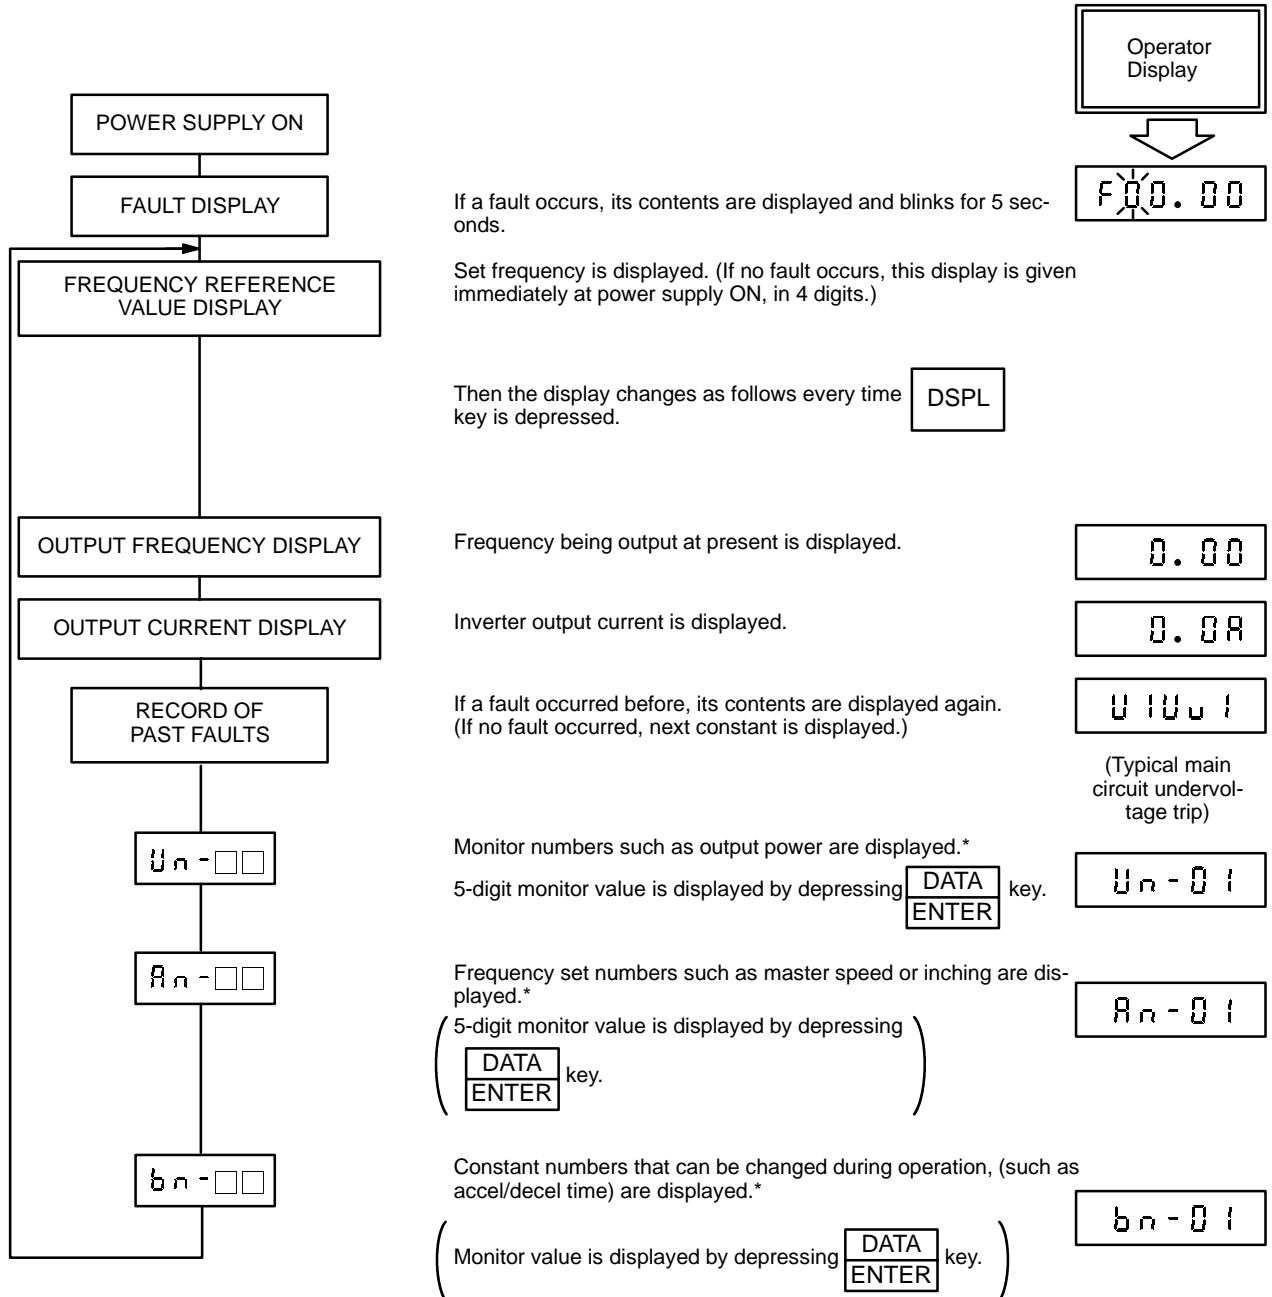 Operator
Display
POWER SUPPLY ON
FAULT DISPLAY
If a fault occurs, its contents are displayed and blinks for 5 sec-
onds.
F00.00
FREQUENCY REFERENCE
VALUE DISPLAY
Set frequency is displayed. (If no fault occurs, this display is given
immediately at power supply ON, in 4 digits.)
Then the display changes as follows every time DSPL
key is depressed.
OUTPUT FREQUENCY DISPLAY
Frequency being output at present is displayed.
0.00
OUTPUT CURRENT DISPLAY
Inverter output current is displayed.
0.0A
RECORD OF
PAST FAULTS
If a fault occurred before, its contents are displayed again.
(If no fault occurred, next constant is displayed.)
U1Uu1
(Typical main
circuit undervol-
tage trip)
Un-□□
Monitor numbers such as output power are displayed.*
5-digit monitor value is displayed by depressing DATA ENTER key.
Un-01
An-□□
Frequency set numbers such as master speed or inching are dis-
played.*
An-01
(5-digit monitor value is displayed by depressing
DATA ENTER key.)
bn-□□
Constant numbers that can be changed during operation, (such as
accel/decel time) are displayed.*
bn-01
(Monitor value is displayed by depressing DATA ENTER key.)